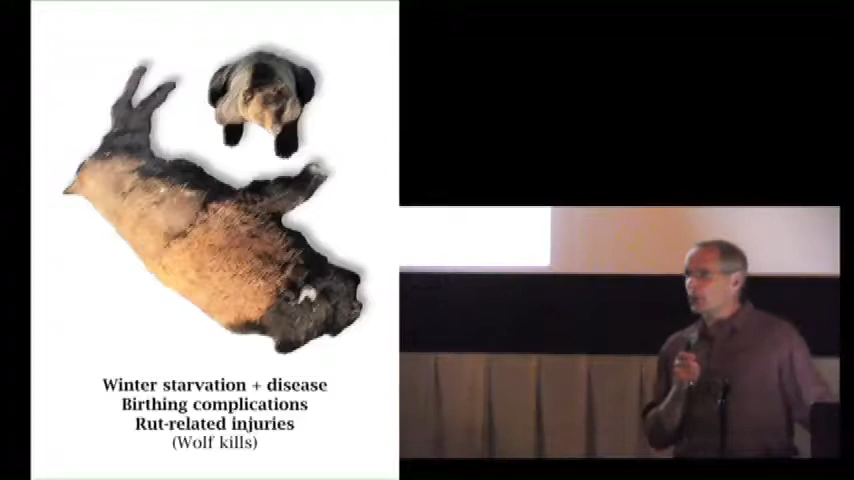 Winter starvation + disease
Birthing complications
Rut-related injuries
(Wolf kills)